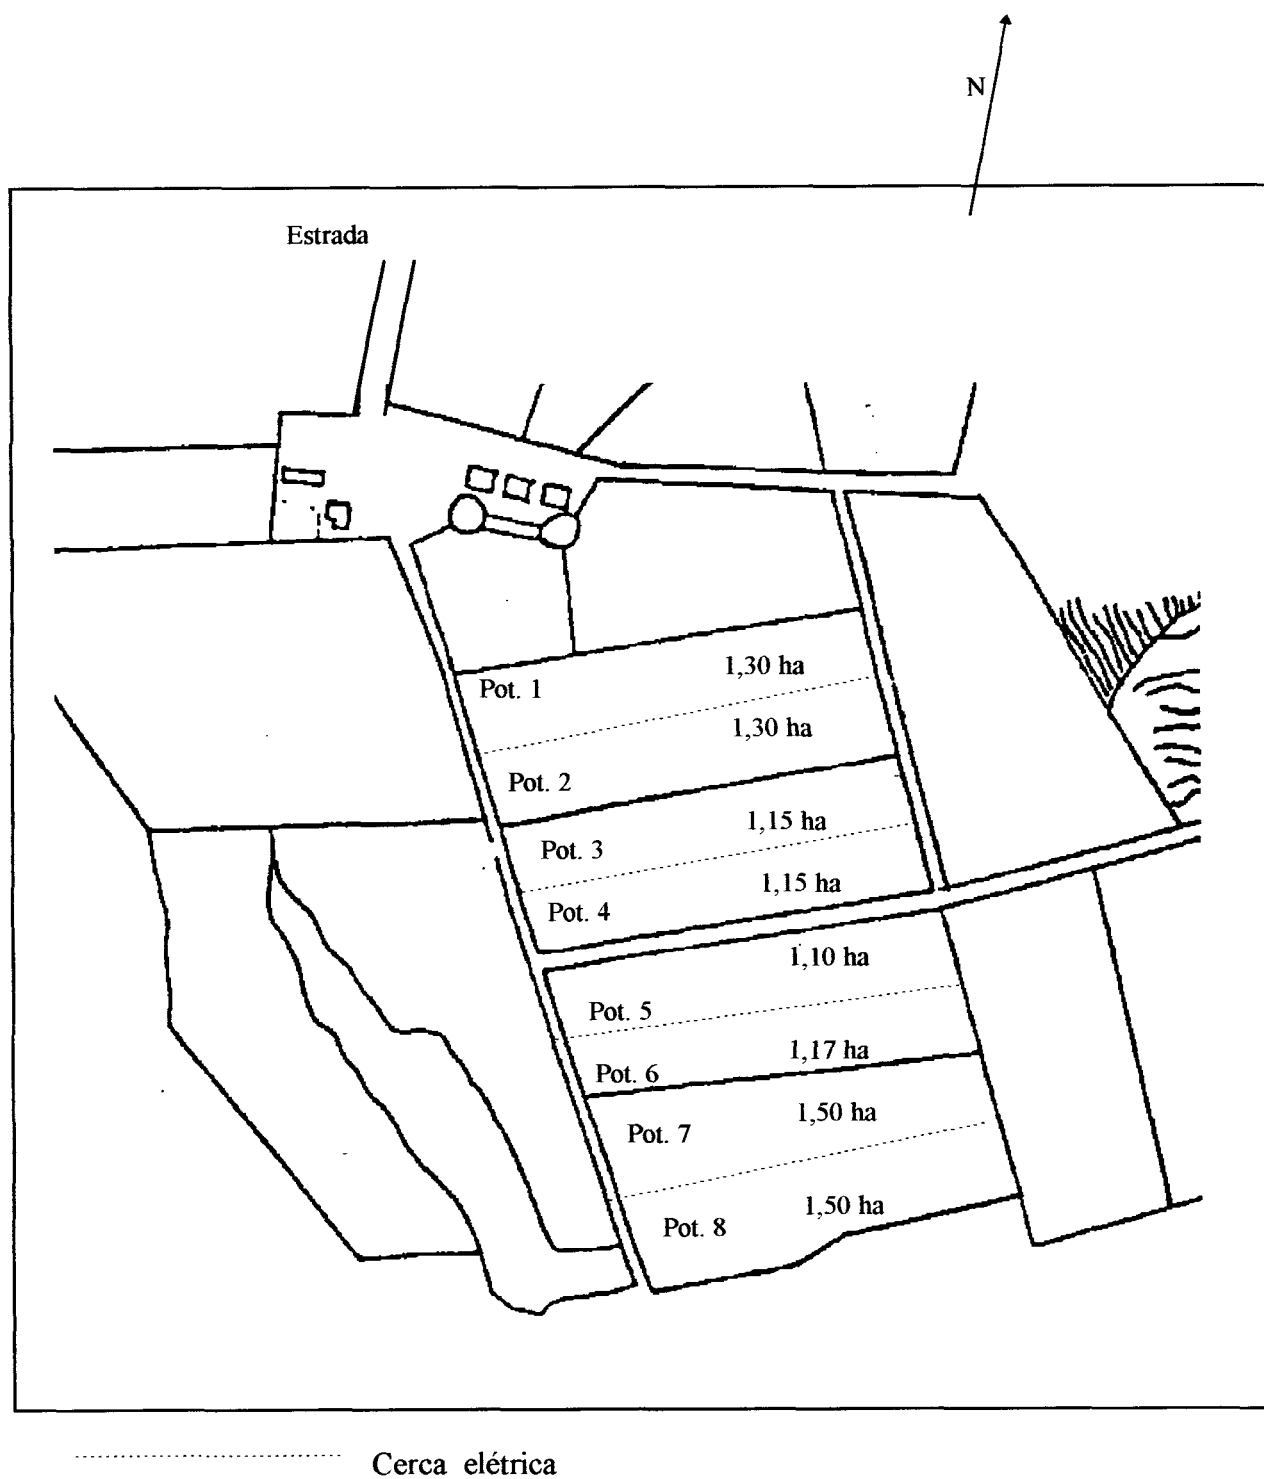 N
Estrada
1,30 ha
Pot. 1
1,30 ha
Pot. 2
1,15 ha
Pot. 3
1,15 ha
Pot. 4
1,10 ha
Pot. 5
1,17 ha
Pot. 6
1,50 ha
Pot. 7
1,50 ha
Pot. 8
Cerca elétrica